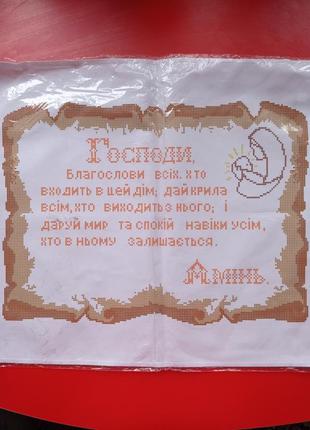 Господи,
Благослови всіх, хто
входить в цей дім; дай крила
всім, хто виходить з нього; і
даруй мир та спокій навіки усім,
хто в ньому залишається.
Амінь.